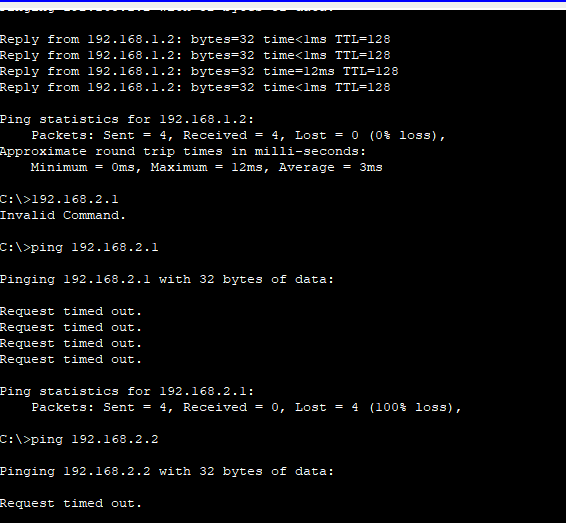 Reply from 192.168.1.2: bytes=32 time<1ms TTL=128
Reply from 192.168.1.2: bytes=32 time<1ms TTL=128
Reply from 192.168.1.2: bytes=32 time=12ms TTL=128
Reply from 192.168.1.2: bytes=32 time<1ms TTL=128
Ping statistics for 192.168.1.2:
Packets: Sent = 4, Received = 4, Lost = 0 (0% loss),
Approximate round trip times in milli-seconds:
Minimum = 0ms, Maximum = 12ms, Average = 3ms
C:\>192.168.2.1
Invalid Command.
C:\>ping 192.168.2.1
Pinging 192.168.2.1 with 32 bytes of data:
Request timed out.
Request timed out.
Request timed out.
Request timed out.
Ping statistics for 192.168.2.1:
Packets: Sent = 4, Received = 0, Lost = 4 (100% loss),
C:\>ping 192.168.2.2
Pinging 192.168.2.2 with 32 bytes of data:
Request timed out.